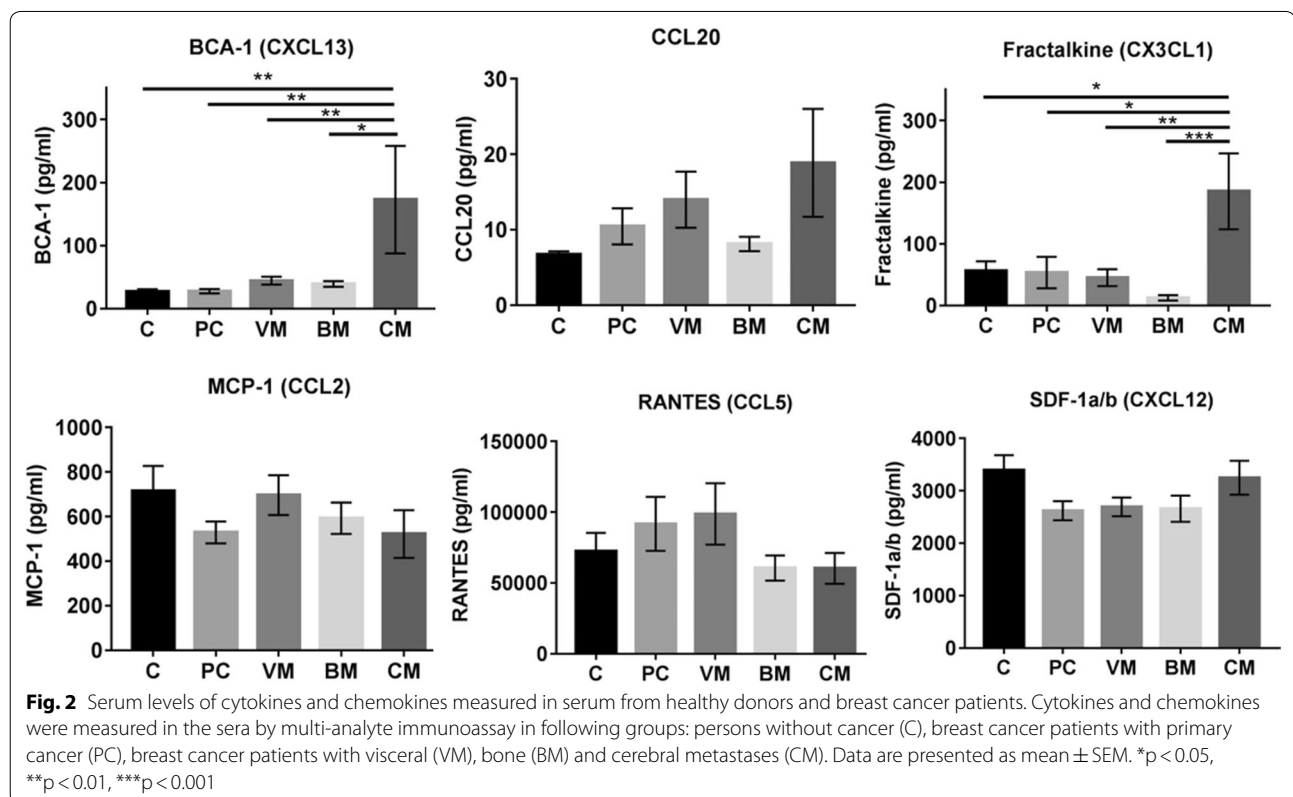 BCA-1 (CXCL13)
**
**
**
*
BCA-1 (pg/ml)
300
200
100
0
C PC VM BM CM
CCL20
CCL20 (pg/ml)
30
20
10
0
C PC VM BM CM
Fractalkine (CX3CL1)
*
*
**
***
Fractalkine (pg/ml)
300
200
100
0
C PC VM BM CM
MCP-1 (CCL2)
MCP-1 (pg/ml)
1000
800
600
400
200
0
C PC VM BM CM
RANTES (CCL5)
RANTES (pg/ml)
150000
100000
50000
0
C PC VM BM CM
SDF-1a/b (CXCL12)
SDF-1a/b (pg/ml)
4000
3000
2000
1000
0
C PC VM BM CM
Fig. 2 Serum levels of cytokines and chemokines measured in serum from healthy donors and breast cancer patients. Cytokines and chemokines
were measured in the sera by multi-analyte immunoassay in following groups: persons without cancer (C), breast cancer patients with primary
cancer (PC), breast cancer patients with visceral (VM), bone (BM) and cerebral metastases (CM). Data are presented as mean ± SEM. *p < 0.05,
**p < 0.01, ***p < 0.001